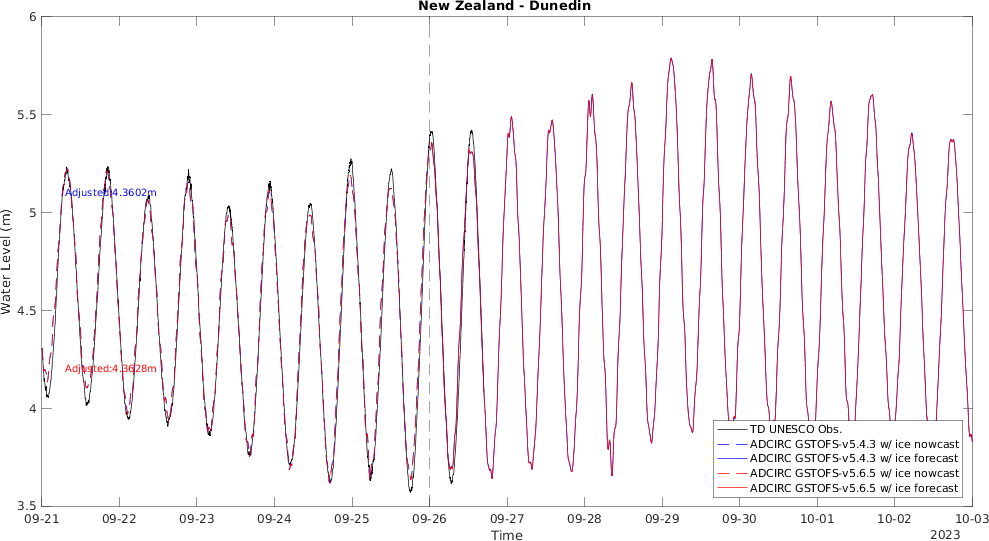 New Zealand - Dunedin
6
5.5
5
4.5
4
3.5
Water Level (m)
Adjusted:4.3602m
Adjusted:4.3628m
TD UNESCO Obs.
ADCIRC GSTOFS-v5.4.3 w/ ice nowcast
ADCIRC GSTOFS-v5.4.3 w/ ice forecast
ADCIRC GSTOFS-v5.6.5 w/ ice nowcast
ADCIRC GSTOFS-v5.6.5 w/ ice forecast
09-21 09-22 09-23 09-24 09-25 09-26 09-27 09-28 09-29 09-30 10-01 10-02 10-03
Time
2023